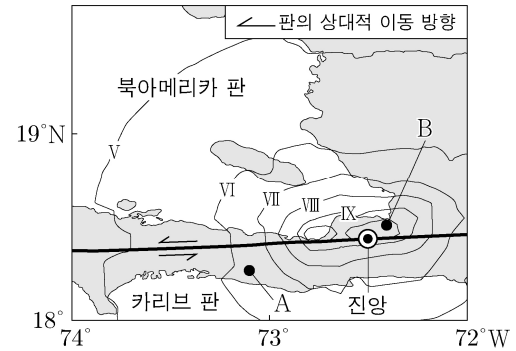 판의 상대적 이동 방향
북아메리카 판
B
19°N
Ⅴ
Ⅵ
Ⅶ
Ⅷ
Ⅸ
카리브 판
A
진앙
18°
74°
73°
72°W